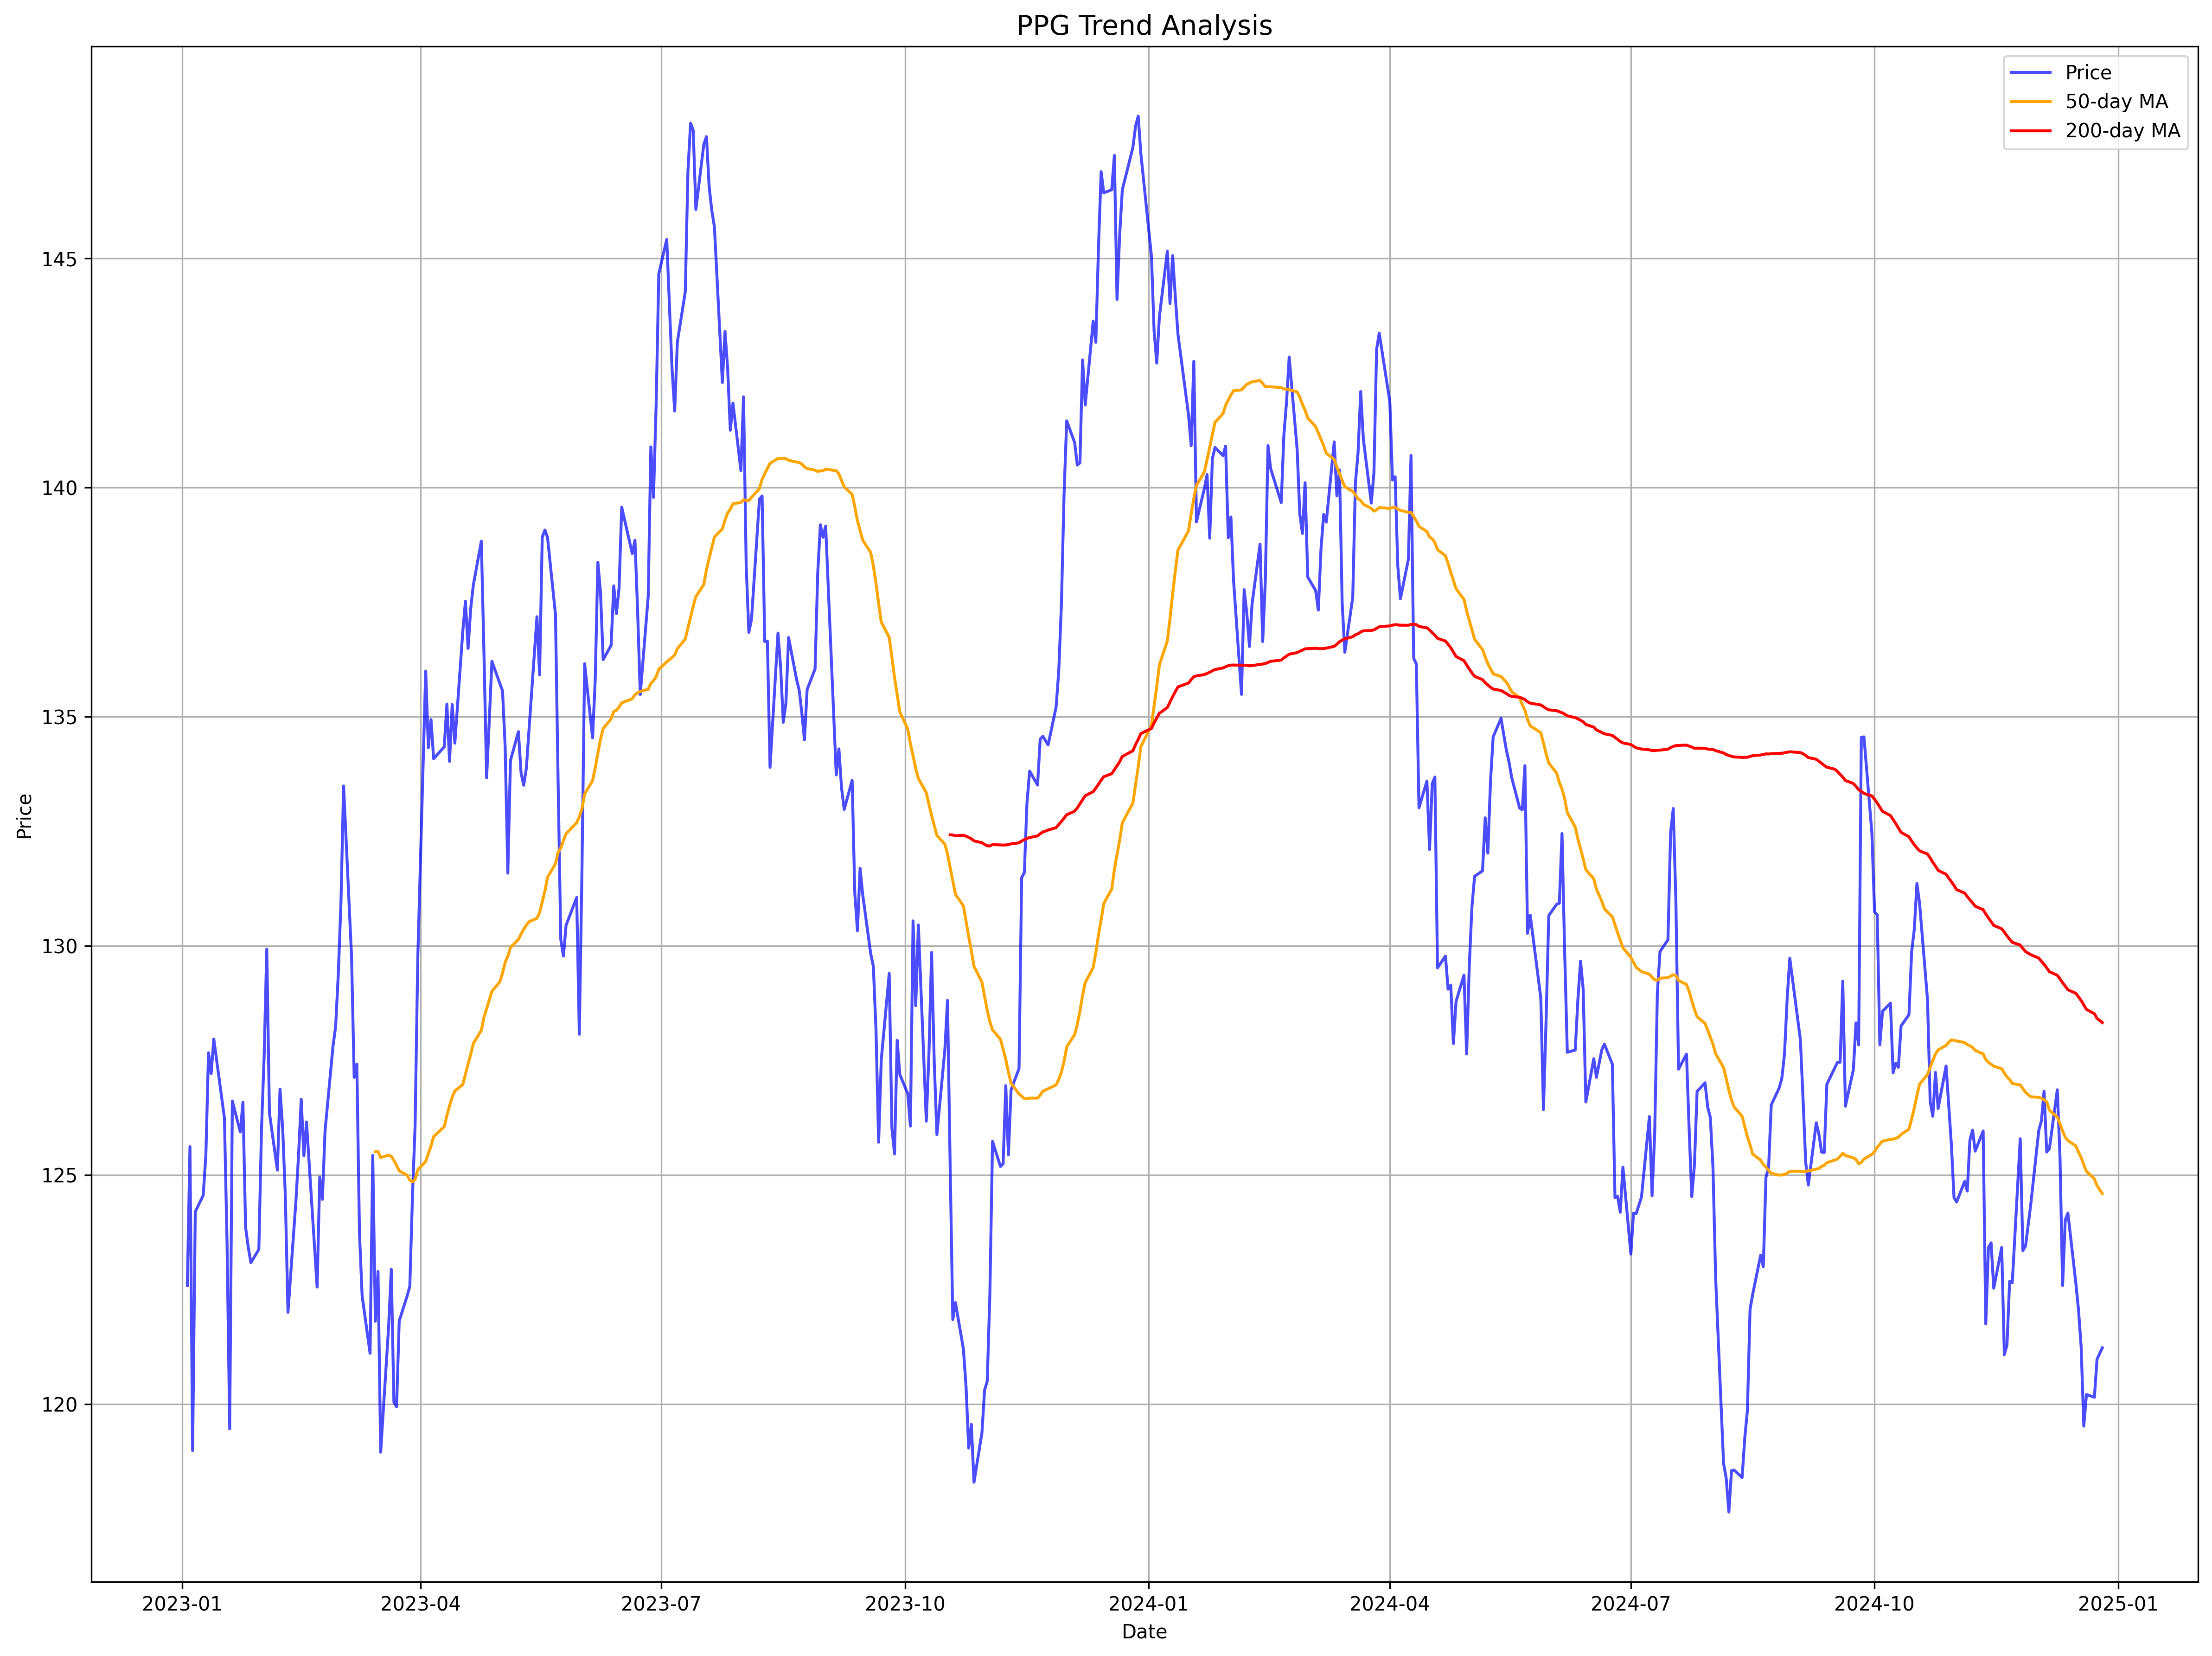 PPG Trend Analysis
Price
50-day MA
200-day MA
145
140
135
130
125
120
Price
2023-01
2023-04
2023-07
2023-10
2024-01
2024-04
2024-07
2024-10
2025-01
Date